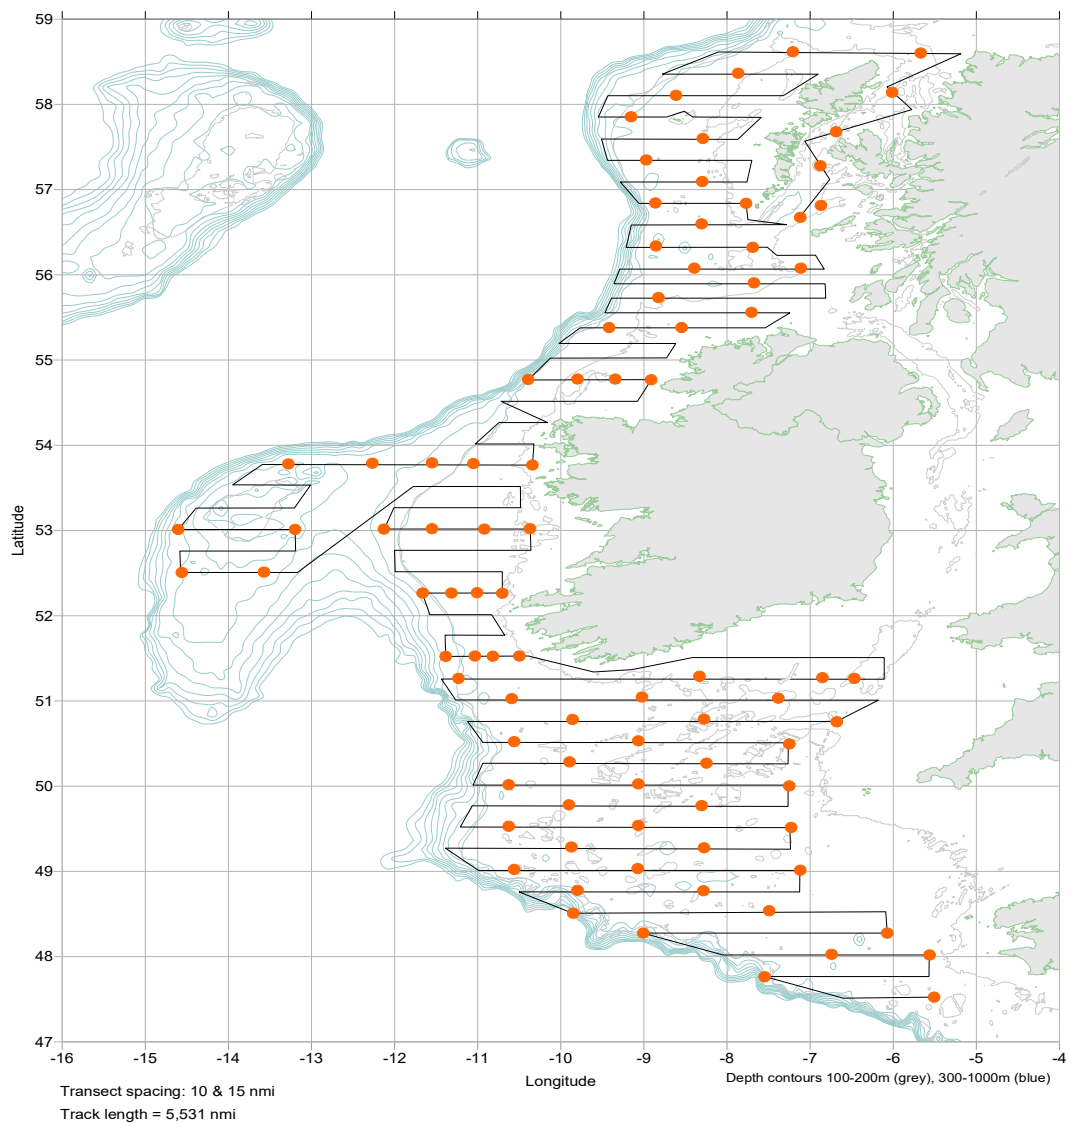 59
58
57
56
55
54
53
52
51
50
49
48
47
Latitude
-16 -15 -14 -13 -12 -11 -10 -9 -8 -7 -6 -5 -4
Longitude
Depth contours 100-200m (grey), 300-1000m (blue)
Transect spacing: 10 & 15 nmi
Track length = 5,531 nmi